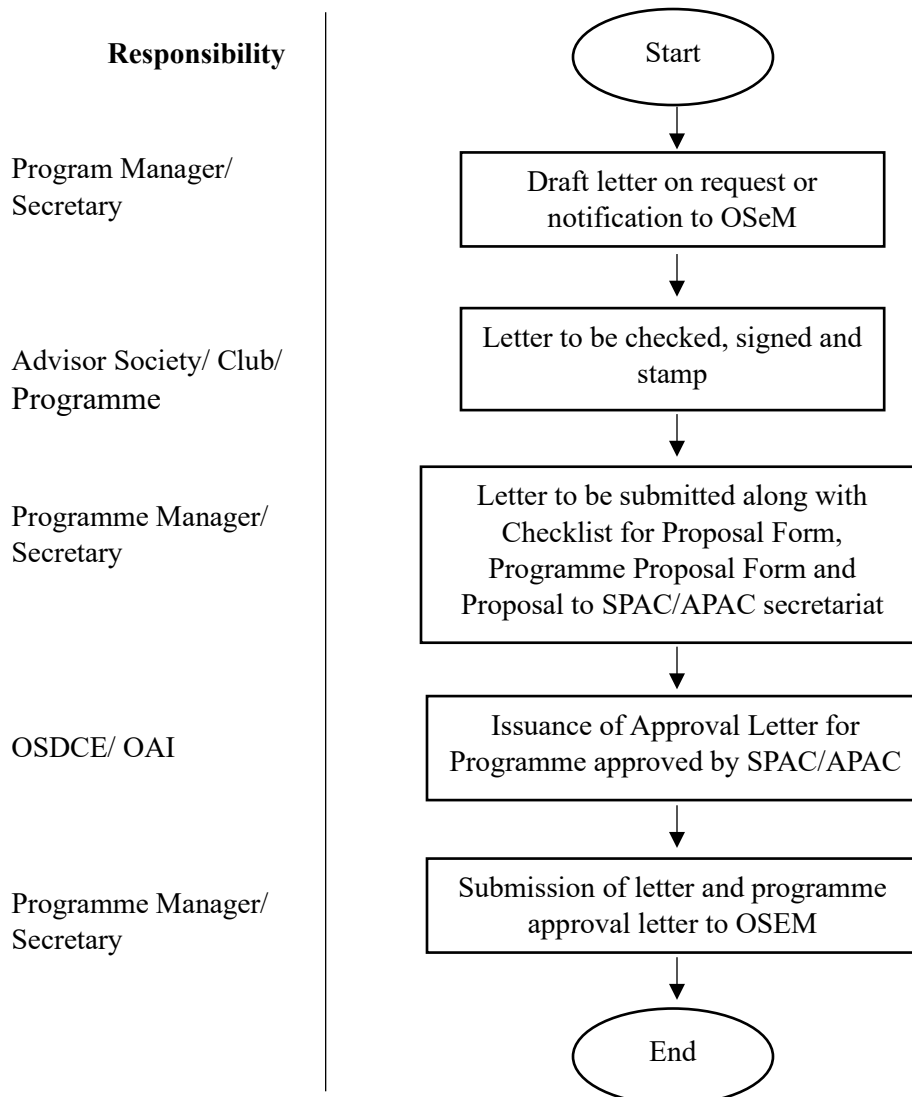 Responsibility
Start
Program Manager/
Secretary
Draft letter on request or
notification to OSeM
Advisor Society/ Club/
Programme
Letter to be checked, signed and
stamp
Programme Manager/
Secretary
Letter to be submitted along with
Checklist for Proposal Form,
Programme Proposal Form and
Proposal to SPAC/APAC secretariat
OSDCE/ OAI
Issuance of Approval Letter for
Programme approved by SPAC/APAC
Programme Manager/
Secretary
Submission of letter and programme
approval letter to OSEM
End